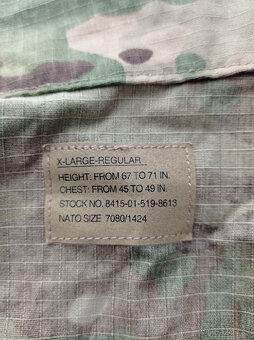 X-LARGE-REGULAR
HEIGHT: FROM 67 TO 71 IN.
CHEST: FROM 45 TO 49 IN.
STOCK NO. 8415-01-519-8613
NATO SIZE 7080/1424